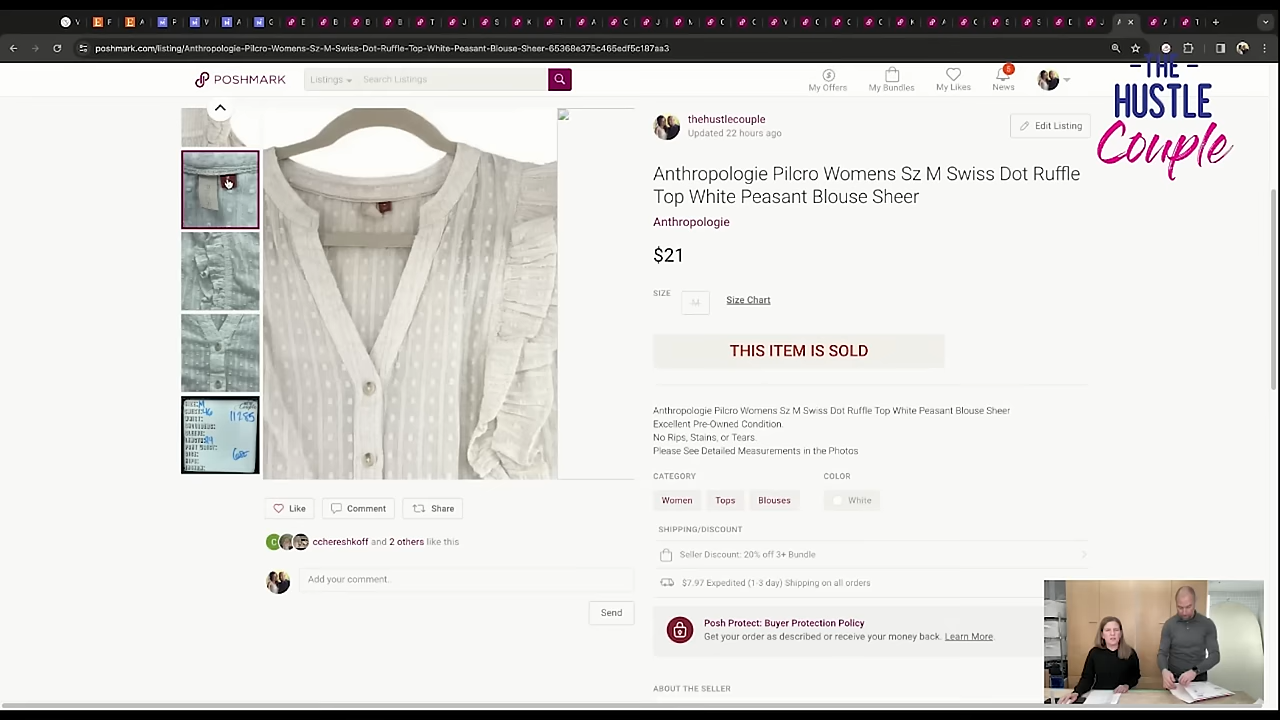 poshmark.com/listing/Anthropologie-Pilcro-Womens-Sz-M-Swiss-Dot-Ruffle-Top-White-Peasant-Blouse-Sheer-65368e375c465edf5c187aa3
POSHMARK
Listings
Search Listings
My Offers
My Bundles
My Likes
5
News
-THE-
HUSTLE
Couple
thehustlecouple
Updated 22 hours ago
Edit Listing
Anthropologie Pilcro Womens Sz M Swiss Dot Ruffle
Top White Peasant Blouse Sheer
Anthropologie
$21
SIZE
M
Size Chart
THIS ITEM IS SOLD
Anthropologie Pilcro Womens Sz M Swiss Dot Ruffle Top White Peasant Blouse Sheer
Excellent Pre-Owned Condition.
No Rips, Stains, or Tears.
Please See Detailed Measurements in the Photos
CATEGORY
COLOR
Women
Tops
Blouses
White
SHIPPING/DISCOUNT
Seller Discount: 20% off 3+ Bundle
$7.97 Expedited (1-3 day) Shipping on all orders
Like
Comment
Share
C
cchereshkoff and 2 others like this
Add your comment..
Send
Posh Protect: Buyer Protection Policy
Get your order as described or receive your money back. Learn More.
ABOUT THE SELLER